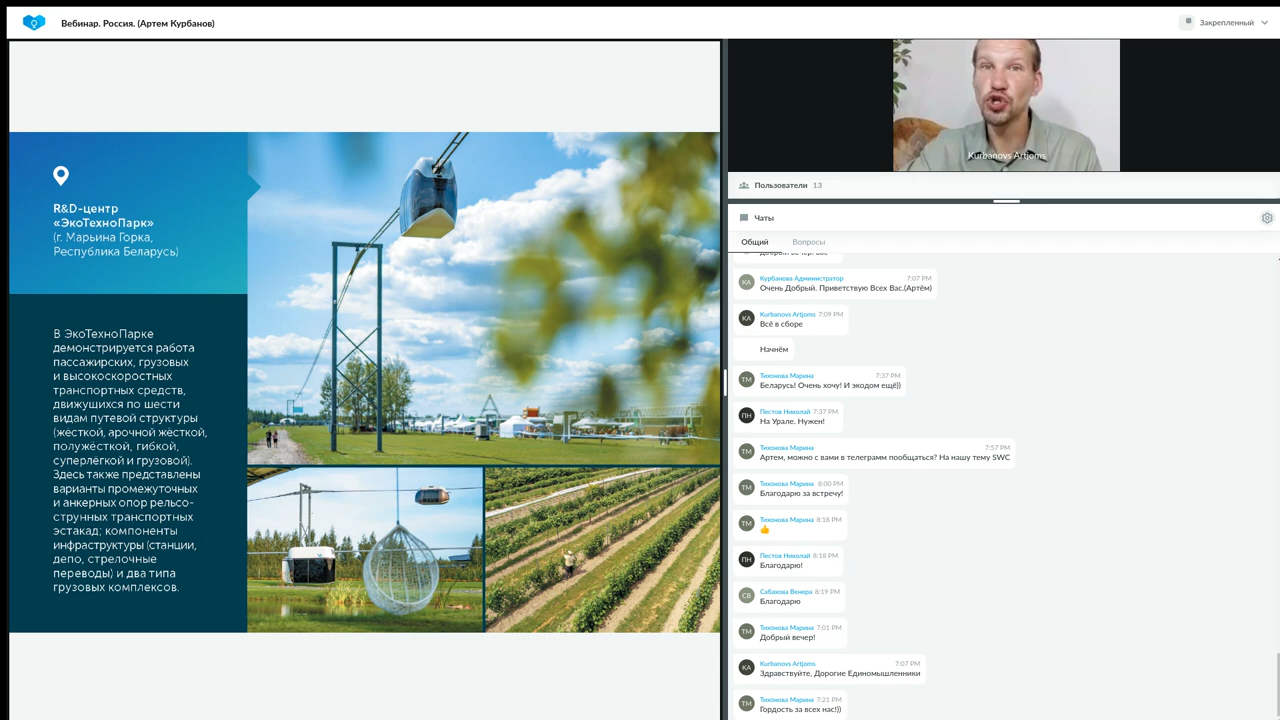 Вебинар. Россия. (Артем Курбанов)
Закрепленный
R&D-центр
«ЭкоТехноПарк»
(г. Марьина Горка,
Республика Беларусь)
В ЭкоТехноПарке
демонстрируется работа
пассажирских, грузовых
и высокоскоростных
транспортных средств,
движущихся по шести
видам путевой структуры
(жёсткой, арочной жёсткой,
полужёсткой, гибкой,
суперлёгкой и грузовой).
Здесь также представлены
варианты промежуточных
и анкерных опор рельсо-
струнных транспортных
эстакад; компоненты
инфраструктуры (станции,
депо, стрелочные
переводы) и два типа
грузовых комплексов.
Kurbanovs Artjoms
Пользователи 13
Чаты
Общий Вопросы
КА Курбанова Администратор 7:07 PM
Очень Добрый. Приветствую Всех Вас.(Артём)
KA Kurbanovs Artjoms 7:09 PM
Всё в сборе
Начнём
ТМ Тихонова Марина 7:37 PM
Беларусь! Очень хочу! И экодом ещё))
ПН Пестов Николай 7:37 PM
На Урале. Нужен!
ТМ Тихонова Марина 7:57 PM
Артем, можно с вами в телеграмм пообщаться? На нашу тему SWC
ТМ Тихонова Марина 8:00 PM
Благодарю за встречу!
ТМ Тихонова Марина 8:18 PM
👍
ПН Пестов Николай 8:18 PM
Благодарю!
СВ Сабахова Венера 8:19 PM
Благодарю
ТМ Тихонова Марина 7:01 PM
Добрый вечер!
KA Kurbanovs Artjoms 7:07 PM
Здравствуйте, Дорогие Единомышленники
ТМ Тихонова Марина 7:21 PM
Гордость за всех нас!))